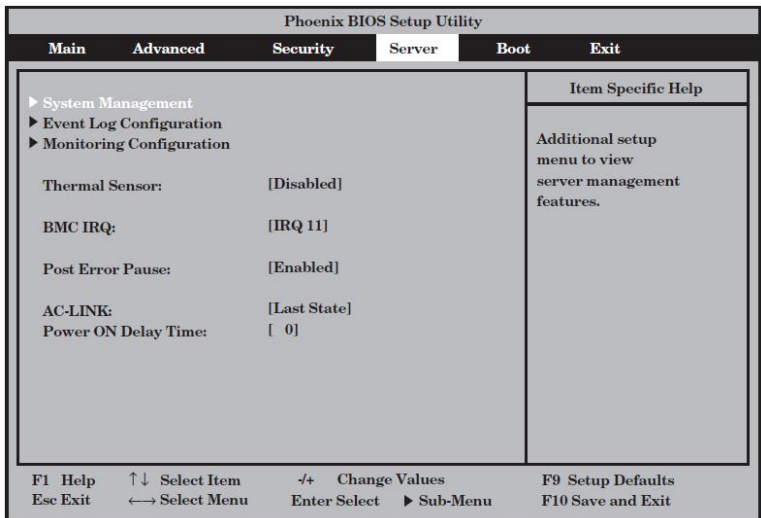 Phoenix BIOS Setup Utility
Main Advanced Security Server Boot Exit
System Management
Event Log Configuration
Monitoring Configuration
Thermal Sensor: [Disabled]
BMC IRQ: [IRQ 11]
Post Error Pause: [Enabled]
AC-LINK: [Last State]
Power ON Delay Time: [ 0]
Item Specific Help
Additional setup
menu to view
server management
features.
F1 Help ↑↓ Select Item -/+ Change Values F9 Setup Defaults
Esc Exit ←→ Select Menu Enter Select ▶ Sub-Menu F10 Save and Exit